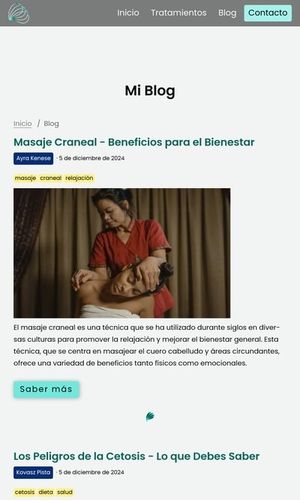 Inicio Tratamientos Blog Contacto
Mi Blog
Inicio / Blog
Masaje Craneal - Beneficios para el Bienestar
Ayra Kenese · 5 de diciembre de 2024
masaje craneal relajación
El masaje craneal es una técnica que se ha utilizado durante siglos en diver-
sas culturas para promover la relajación y mejorar el bienestar general. Esta
técnica, que se centra en masajear el cuero cabelludo y áreas circundantes,
ofrece una variedad de beneficios tanto físicos como emocionales.
Saber más
Los Peligros de la Cetosis - Lo que Debes Saber
Kovasz Pista · 5 de diciembre de 2024
cetosis dieta salud